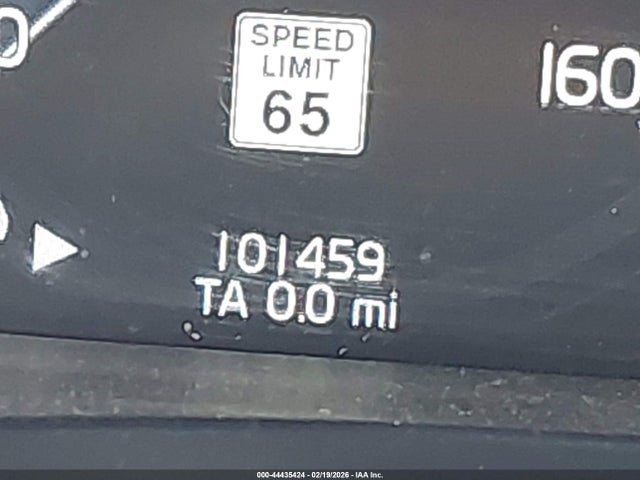 SPEED
LIMIT
65
160
101459
TA 0.0 mi
000-44435424 - 02/19/2026 - IAA Inc.